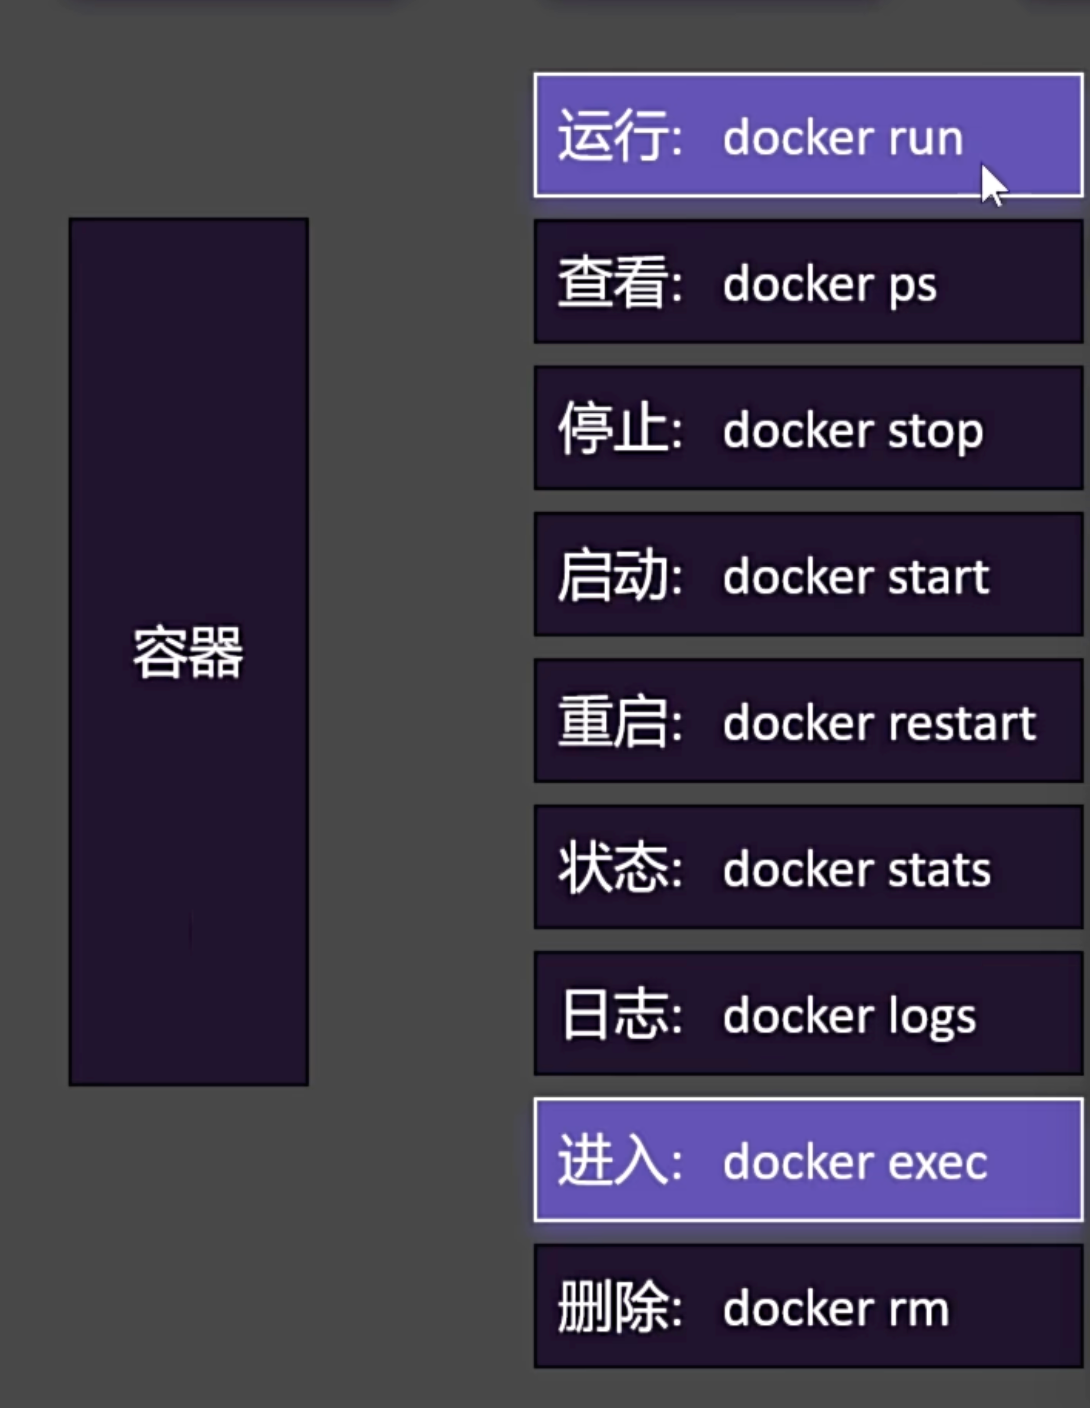 运行: docker run
查看: docker ps
停止: docker stop
启动: docker start
容器
重启: docker restart
状态: docker stats
日志: docker logs
进入: docker exec
删除: docker rm